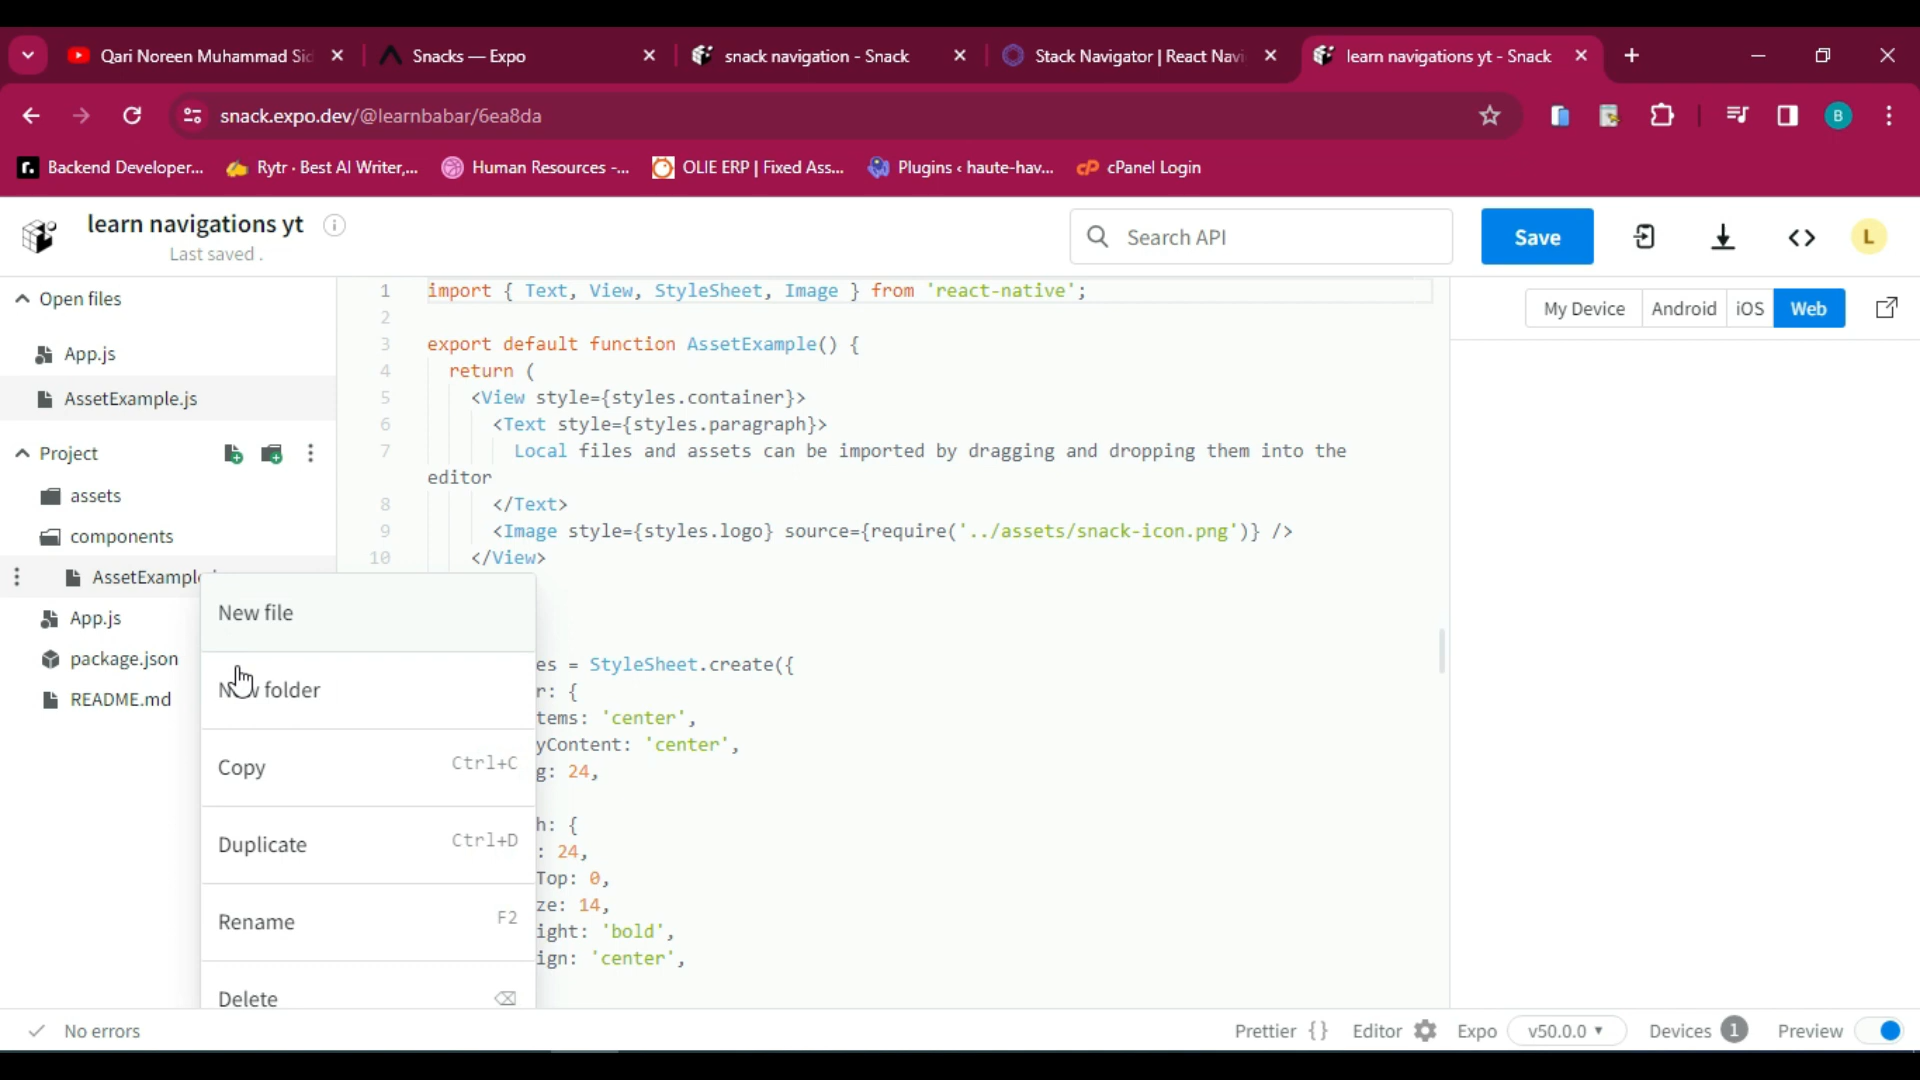 Qari Noreen Muhammad Sid
Snacks — Expo
snack navigation - Snack
Stack Navigator | React Navi
learn navigations yt - Snack
snack.expo.dev/@learnbabar/6ea8da
B
Backend Developer...
Rytr · Best AI Writer,...
Human Resources -...
OLIE ERP | Fixed Ass...
Plugins ‹ haute-hav...
cP cPanel Login
learn navigations yt
Last saved .
Search API
Save
L
Open files
App.js
AssetExample.js
Project
assets
components
AssetExample
App.js
package.json
README.md
New file
New folder
Copy Ctrl+C
Duplicate Ctrl+D
Rename F2
Delete
1 import { Text, View, StyleSheet, Image } from 'react-native';
2
3 export default function AssetExample() {
4 return (
5 <View style={styles.container}>
6 <Text style={styles.paragraph}>
7 Local files and assets can be imported by dragging and dropping them into the
editor
8 </Text>
9 <Image style={styles.logo} source={require('../assets/snack-icon.png')} />
10 </View>
es = StyleSheet.create({
r: {
tems: 'center',
yContent: 'center',
g: 24,
h: {
: 24,
Top: 0,
ze: 14,
ight: 'bold',
ign: 'center',
My Device Android iOS Web
No errors
Prettier { } Editor Expo v50.0.0 Devices 1 Preview